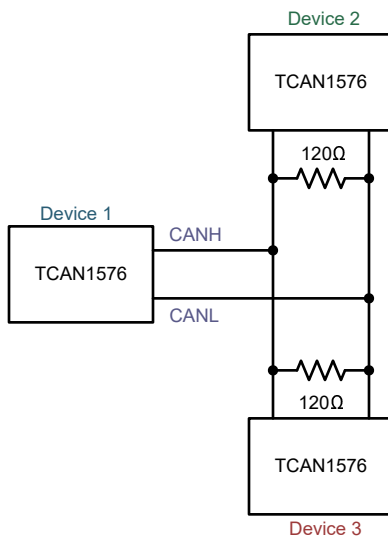 Device 2
TCAN1576
120Ω
Device 1
CANH
TCAN1576
CANL
120Ω
TCAN1576
Device 3